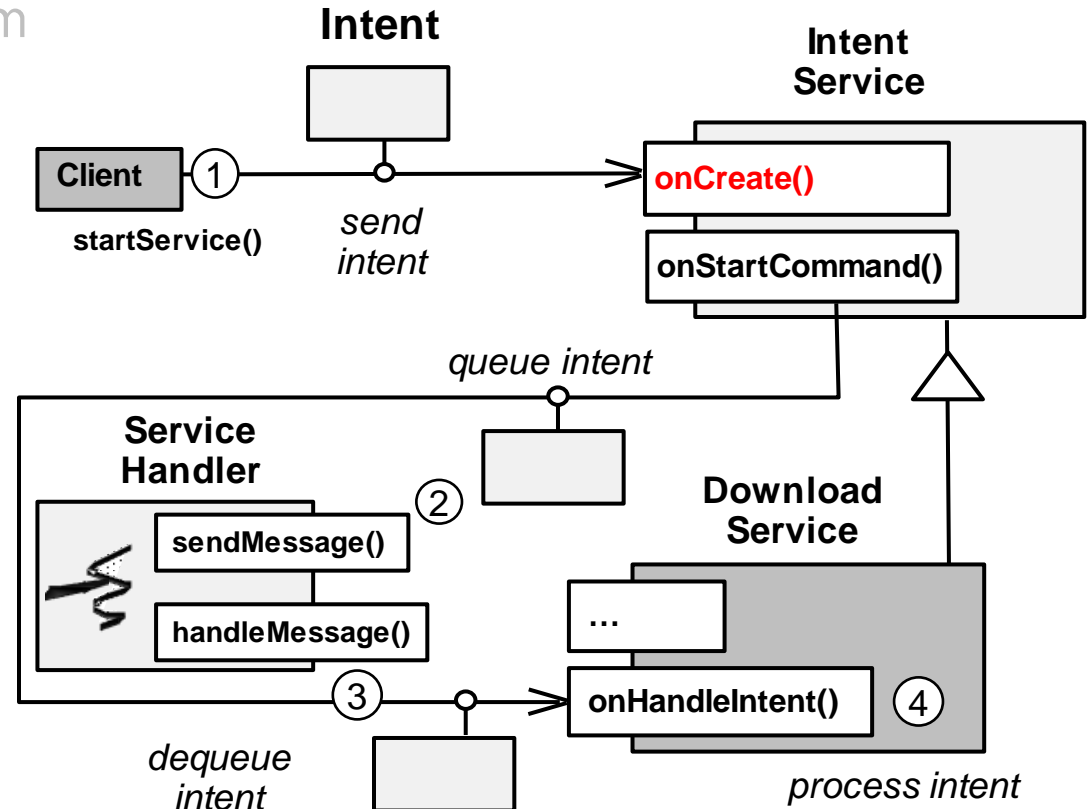 m
Intent
Intent
Service
Client
1
onCreate()
send
intent
startService()
onStartCommand()
queue intent
Service
Handler
2
Download
Service
sendMessage()
handleMessage()
...
3
onHandleIntent()
4
dequeue
intent
process intent